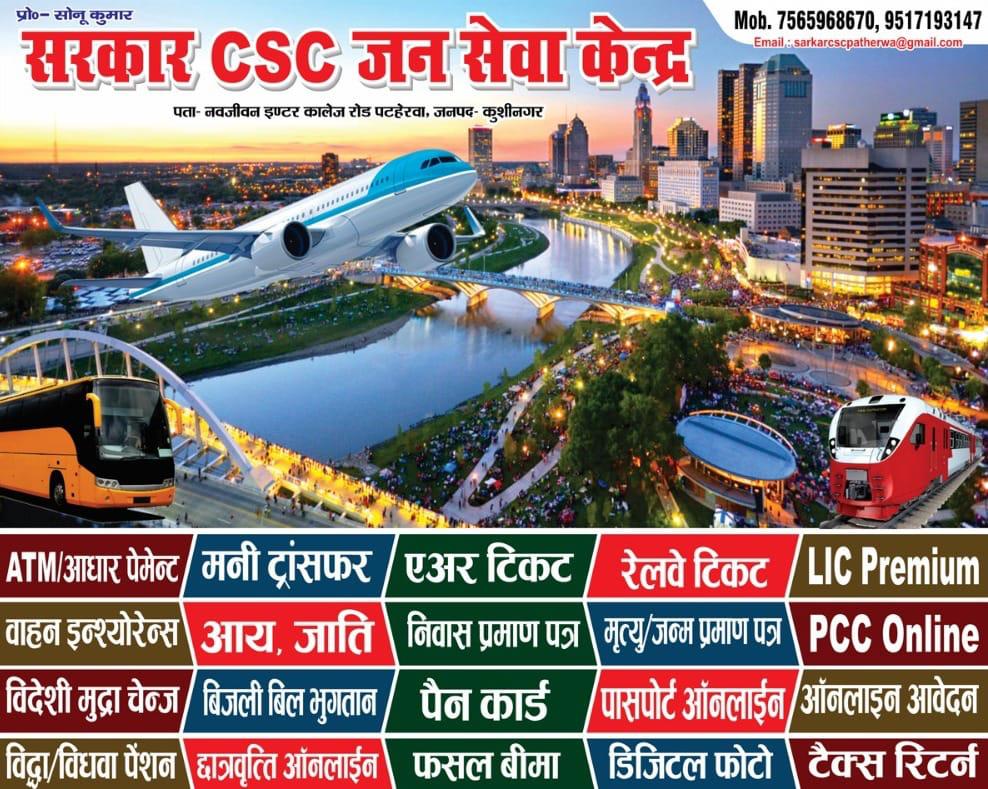 प्रो०- सोनू कुमार
सरकार CSC जन सेवा केन्द्र
Mob. 7565968670, 9517193147
Email : sarkarcscpatherwa@gmail.com
पता- नवजीवन इण्टर कालेज रोड पटहेरवा, जनपद- कुशीनगर
ATM/आधार पेमेन्ट
मनी ट्रांसफर
एअर टिकट
रेलवे टिकट
LIC Premium
वाहन इन्श्योरेन्स
आय, जाति
निवास प्रमाण पत्र
मृत्यु/जन्म प्रमाण पत्र
PCC Online
विदेशी मुद्रा चेन्ज
बिजली बिल भुगतान
पैन कार्ड
पासपोर्ट ऑनलाईन
ऑनलाइन आवेदन
विद्धा/विधवा पेंशन
छात्रवृत्ति ऑनलाईन
फसल बीमा
डिजिटल फोटो
टैक्स रिटर्न